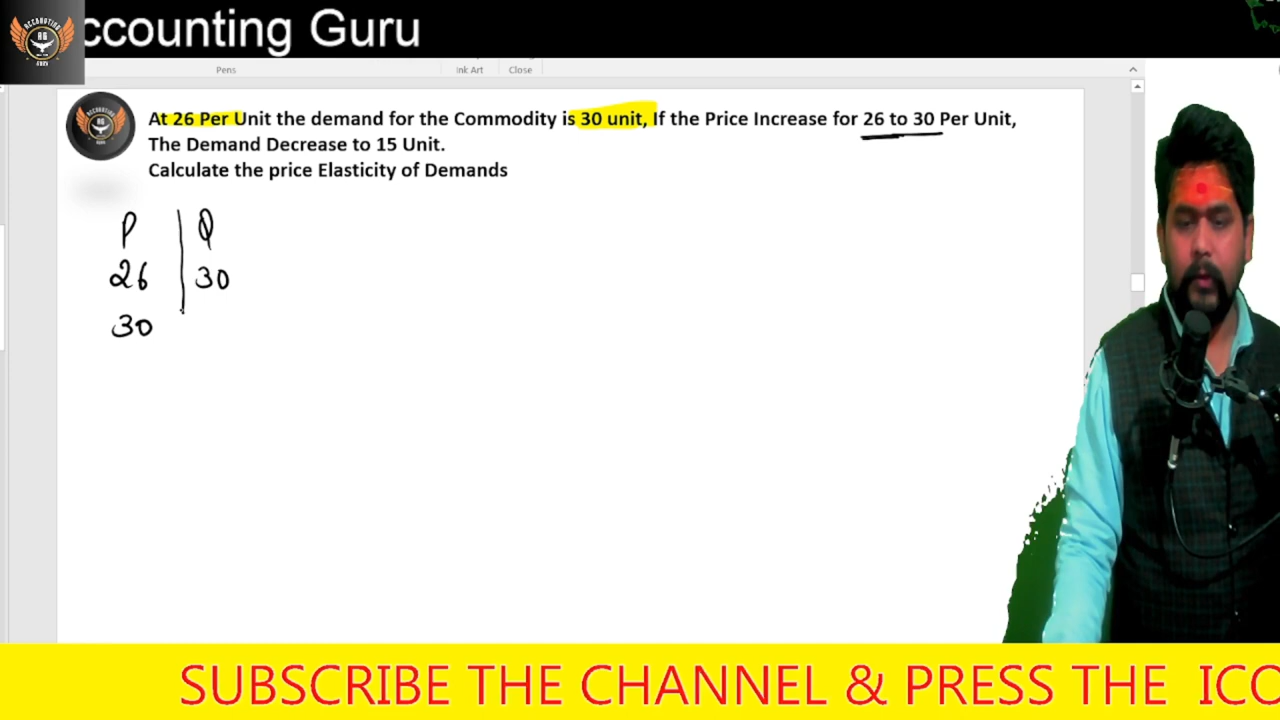 ccounting Guru
Pens Ink Art Close
At 26 Per Unit the demand for the Commodity is 30 unit, If the Price Increase for 26 to 30 Per Unit,
The Demand Decrease to 15 Unit.
Calculate the price Elasticity of Demands
P Q
26 30
30
SUBSCRIBE THE CHANNEL & PRESS THE ICO